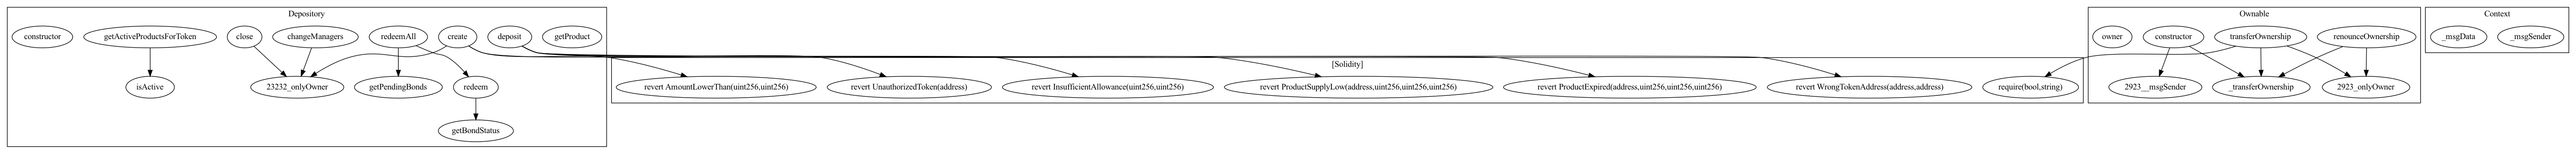 Depository
constructor
getActiveProductsForToken
close
changeManagers
redeemAll
create
deposit
getProduct
isActive
23232_onlyOwner
getPendingBonds
redeem
getBondStatus
[Solidity]
revert AmountLowerThan(uint256,uint256)
revert UnauthorizedToken(address)
revert InsufficientAllowance(uint256,uint256)
revert ProductSupplyLow(address,uint256,uint256,uint256)
revert ProductExpired(address,uint256,uint256,uint256)
revert WrongTokenAddress(address,address)
require(bool,string)
Ownable
owner
constructor
transferOwnership
renounceOwnership
2923__msgSender
_transferOwnership
2923_onlyOwner
Context
_msgData
_msgSender